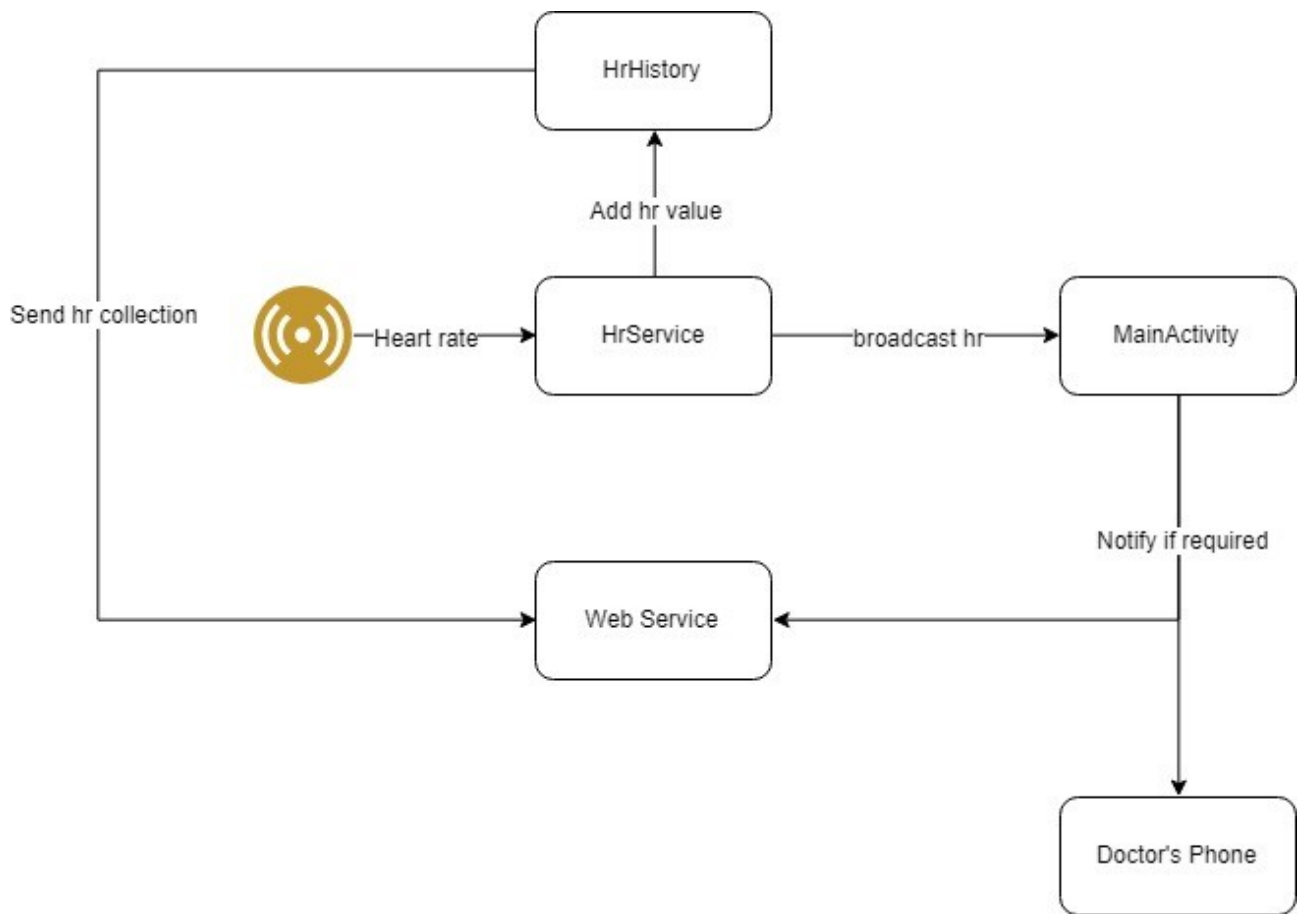 HrHistory
Add hr value
Send hr collection
Heart rate
HrService
broadcast hr
MainActivity
Notify if required
Web Service
Doctor's Phone